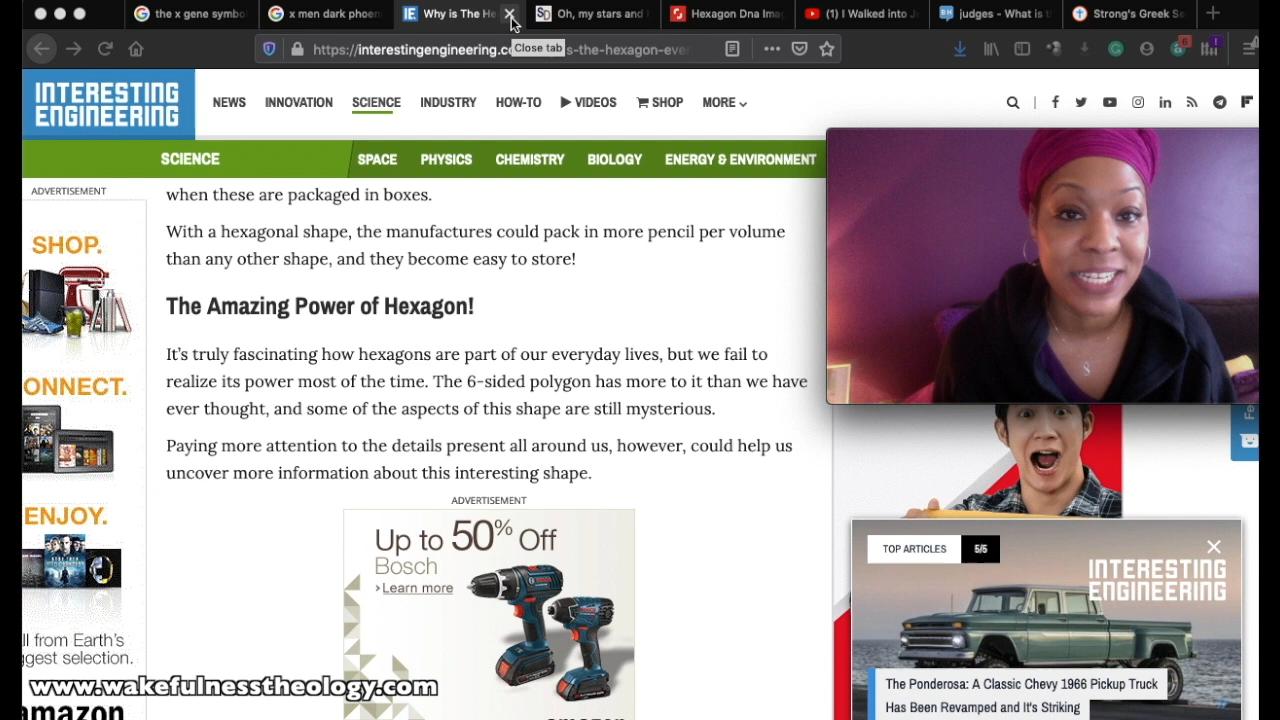 the x gene symbo
x men dark phoen
Why is The He
Oh, my stars and
Hexagon Dna Ima
(1) I Walked into J
judges - What is t
Strong's Greek S
https://interestingengineering.co
s-the-hexagon-eve
Close tab
INTERESTING
ENGINEERING
NEWS
INNOVATION
SCIENCE
INDUSTRY
HOW-TO
VIDEOS
SHOP
MORE
SCIENCE
SPACE
PHYSICS
CHEMISTRY
BIOLOGY
ENERGY & ENVIRONMENT
ADVERTISEMENT
when these are packaged in boxes.
With a hexagonal shape, the manufactures could pack in more pencil per volume
than any other shape, and they become easy to store!
The Amazing Power of Hexagon!
It's truly fascinating how hexagons are part of our everyday lives, but we fail to
realize its power most of the time. The 6-sided polygon has more to it than we have
ever thought, and some of the aspects of this shape are still mysterious.
Paying more attention to the details present all around us, however, could help us
uncover more information about this interesting shape.
ADVERTISEMENT
Up to 50% Off
Bosch
Learn more
SHOP.
ONNECT.
ENJOY.
ll from Earth's
ggest selection.
www.wakefulnesstheology.com
amazon
Fe
TOP ARTICLES
5/5
INTERESTING
ENGINEERING
The Ponderosa: A Classic Chevy 1966 Pickup Truck
Has Been Revamped and It's Striking